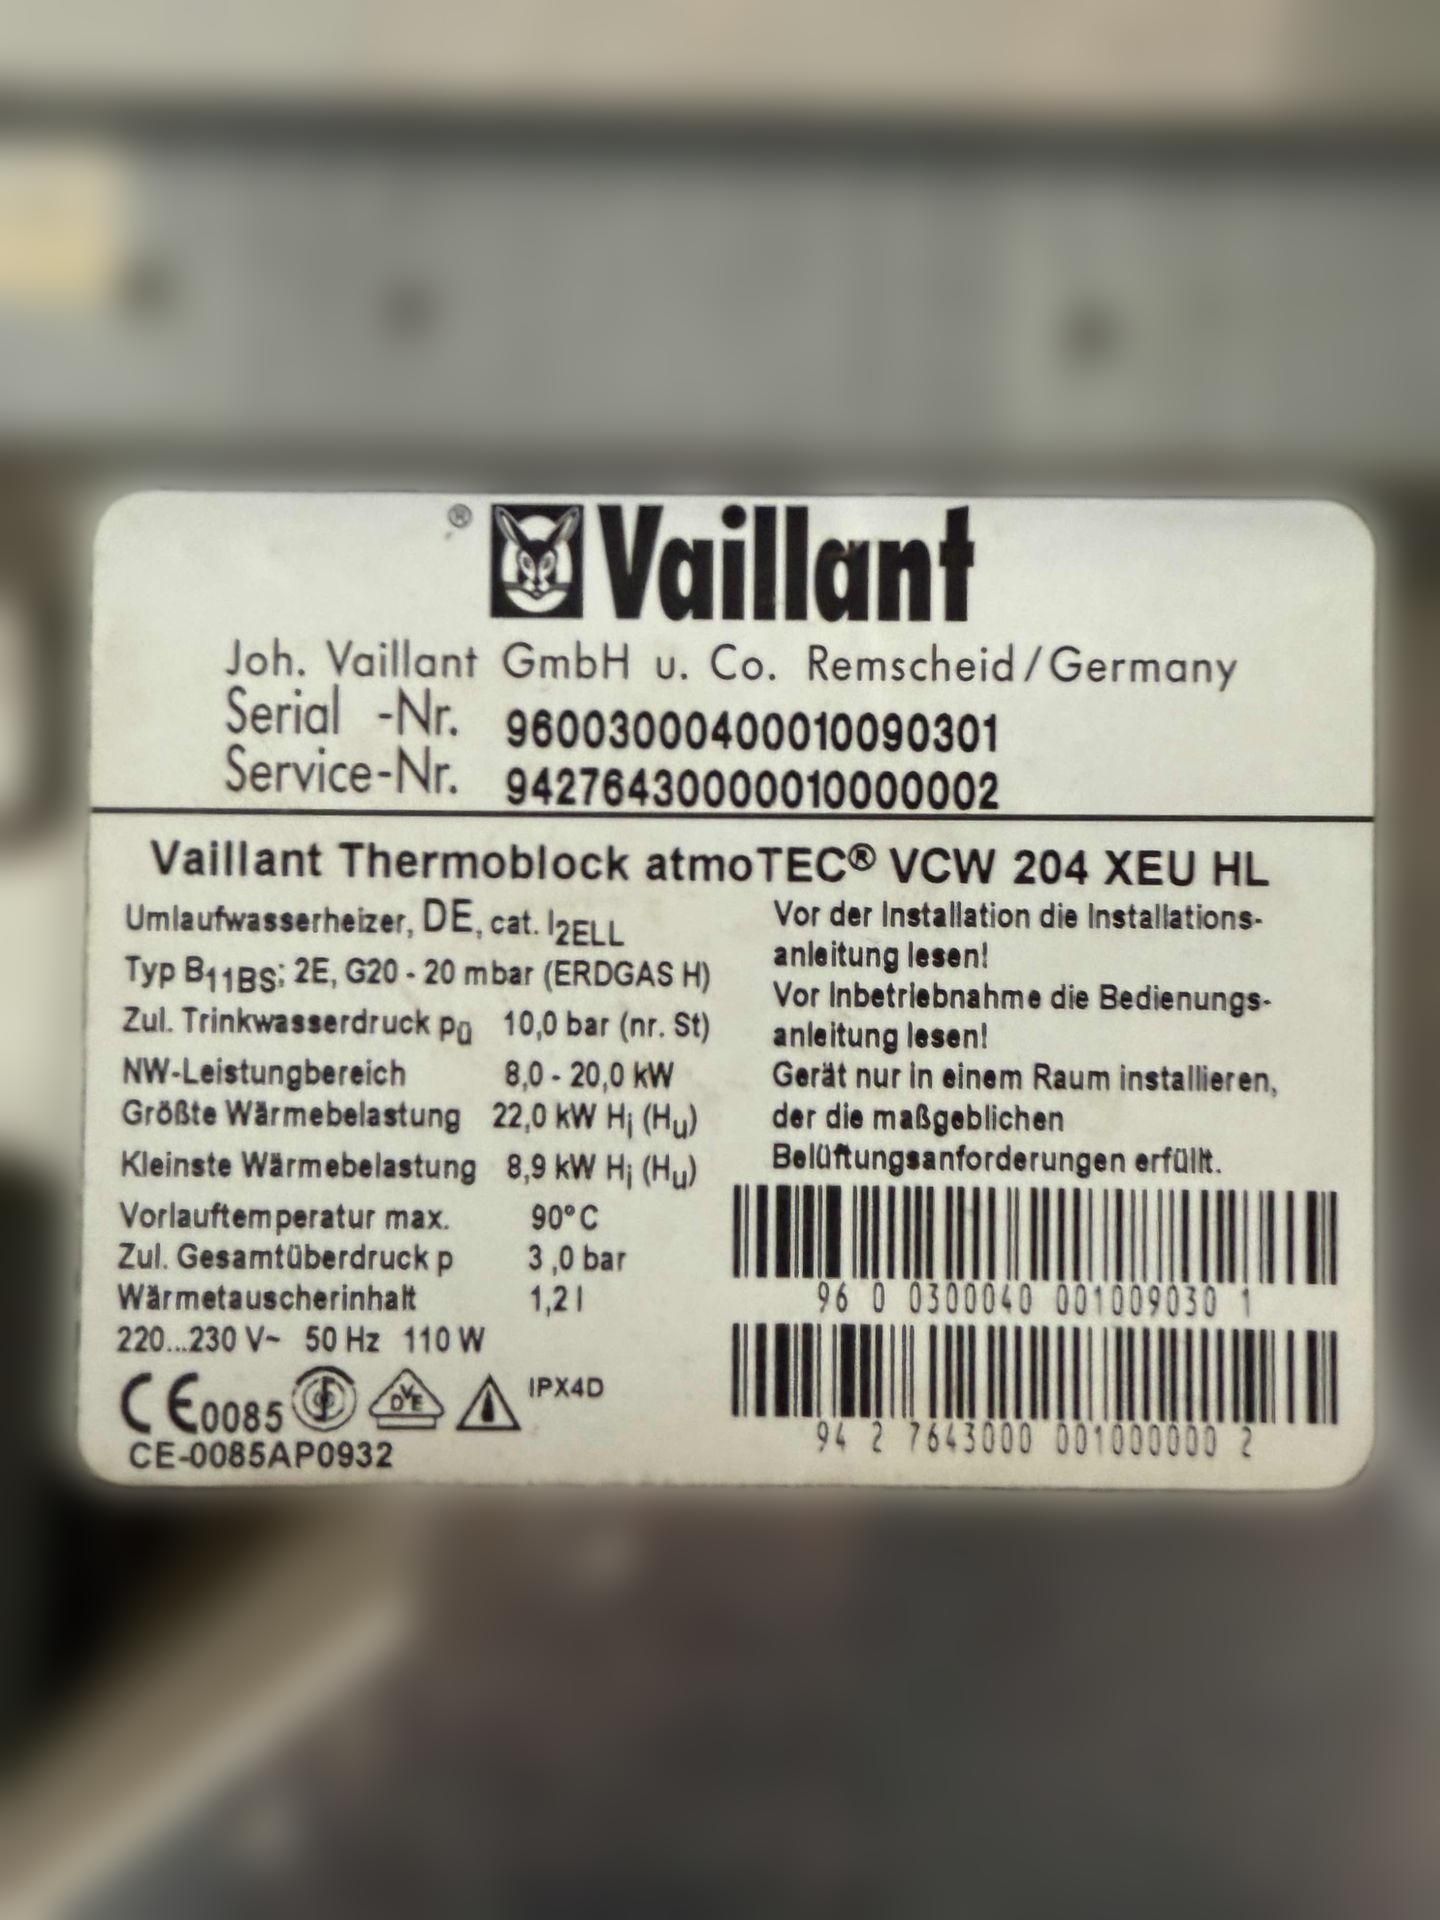 ® Vaillant
Joh. Vaillant GmbH u. Co. Remscheid/Germany
Serial -Nr. 96003000400010090301
Service-Nr. 94276430000010000002
Vaillant Thermoblock atmoTEC® VCW 204 XEU HL
Umlaufwasserheizer, DE, cat. I2ELL
Typ B11BS; 2E, G20 - 20 mbar (ERDGAS H)
Zul. Trinkwasserdruck pü 10,0 bar (nr. St)
NW-Leistungbereich 8,0 - 20,0 kW
Größte Wärmebelastung 22,0 kW Hi (Hu)
Kleinste Wärmebelastung 8,9 kW Hi (Hu)
Vorlauftemperatur max. 90°C
Zul. Gesamtüberdruck p 3,0 bar
Wärmetauscherinhalt 1,2 l
220...230 V~ 50 Hz 110 W
CE0085 DVE IPX4D
CE-0085AP0932
Vor der Installation die Installations-
anleitung lesen!
Vor Inbetriebnahme die Bedienungs-
anleitung lesen!
Gerät nur in einem Raum installieren,
der die maßgeblichen
Belüftungsanforderungen erfüllt.
96 0 0300040 001009030 1
94 2 7643000 001000000 2